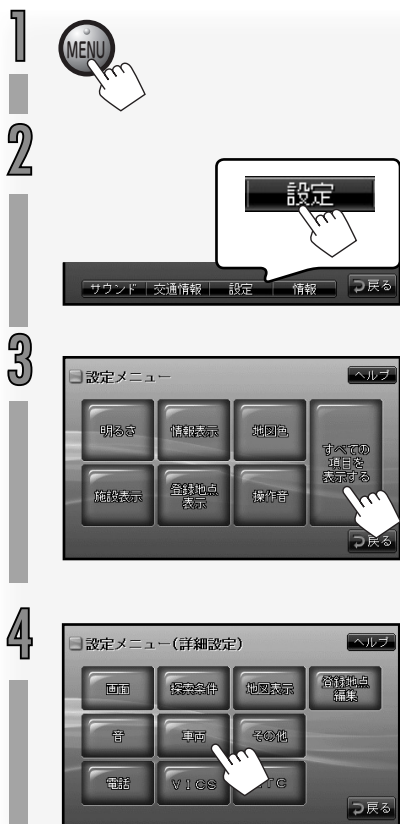 1
MENU
2
設定
サウンド 交通情報 設定 情報 戻る
3
設定メニュー ヘルプ
明るさ 情報表示 地図色 すべての
項目を
表示する
施設表示 登録地点
表示 操作音
戻る
4
設定メニュー(詳細設定) ヘルプ
画面 探索条件 地図表示 登録地点
編集
音 車両 その他
電話 VICS TC
戻る